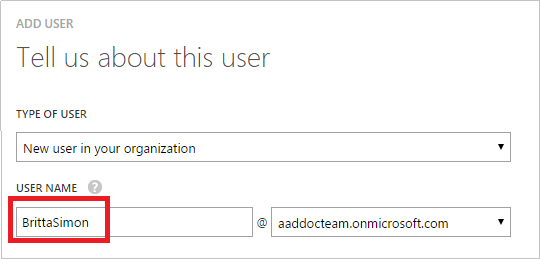 ADD USER
Tell us about this user
TYPE OF USER
New user in your organization
USER NAME ?
BrittaSimon @ aaddocteam.onmicrosoft.com